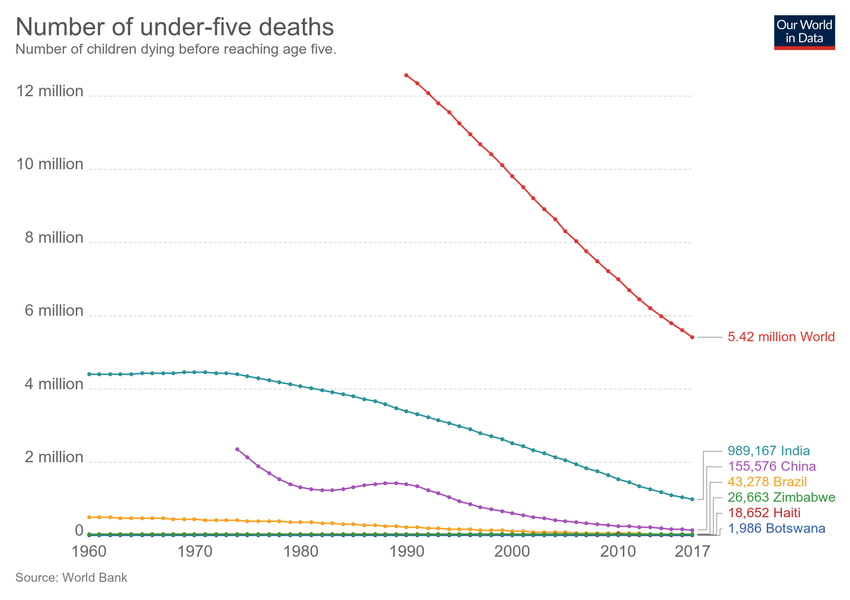 Number of under-five deaths
Number of children dying before reaching age five.
Our World
in Data
12 million
10 million
8 million
6 million
4 million
2 million
0
1960
1970
1980
1990
2000
2010
2017
5.42 million World
989,167 India
155,576 China
43,278 Brazil
26,663 Zimbabwe
18,652 Haiti
1,986 Botswana
Source: World Bank